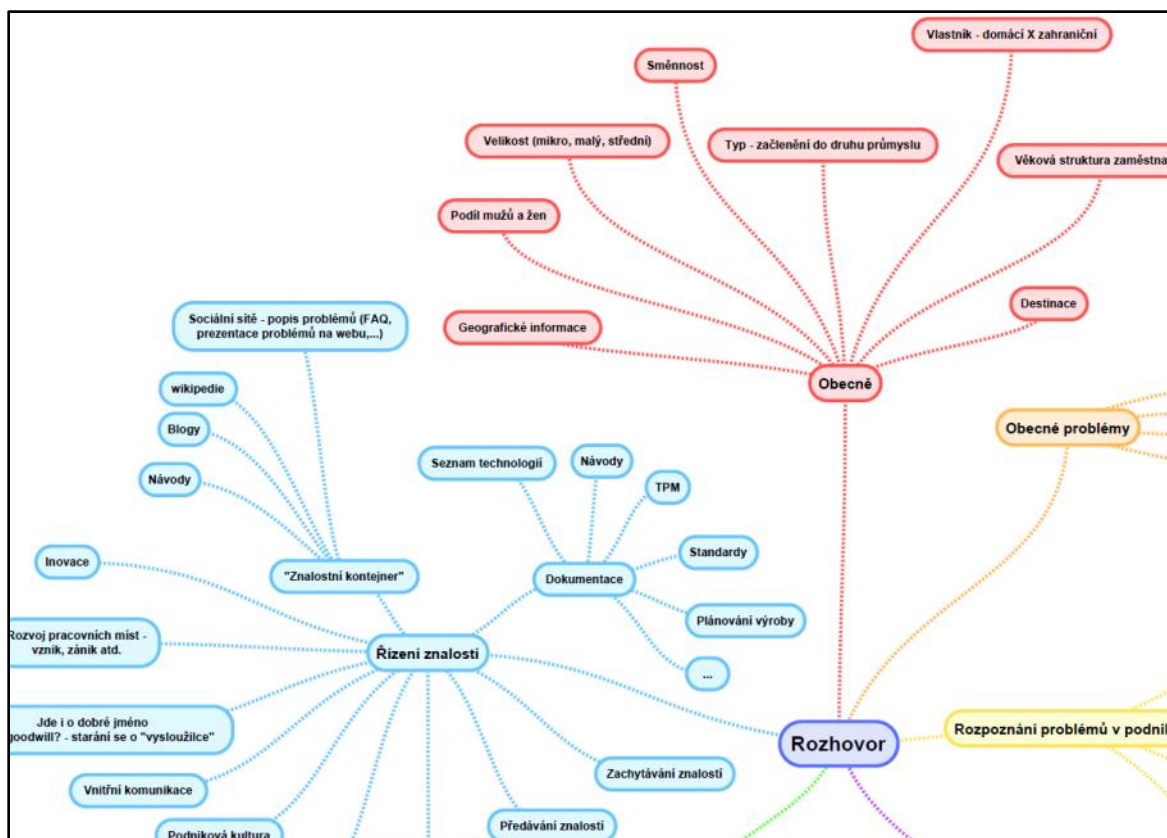 Vlastník - domácí X zahraniční
Směnnost
Velikost (mikro, malý, střední)
Typ - začlenění do druhu průmyslu
Věková struktura zaměstna
Podíl mužů a žen
Geografické informace
Destinace
Obecně
Sociální sítě - popis problémů (FAQ,
prezentace problémů na webu,...)
wikipedie
Blogy
Návody
"Znalostní kontejner"
Obecné problémy
Seznam technologií
Návody
TPM
Standardy
Dokumentace
Plánování výroby
...
Inovace
Rozvoj pracovních míst -
vznik, zánik atd.
Řízení znalostí
Jde i o dobré jméno
goodwill? - starání se o "vysloužilce"
Vnitřní komunikace
Podniková kultura
Předávání znalostí
Zachytávání znalostí
Rozhovor
Rozpoznání problémů v podnik